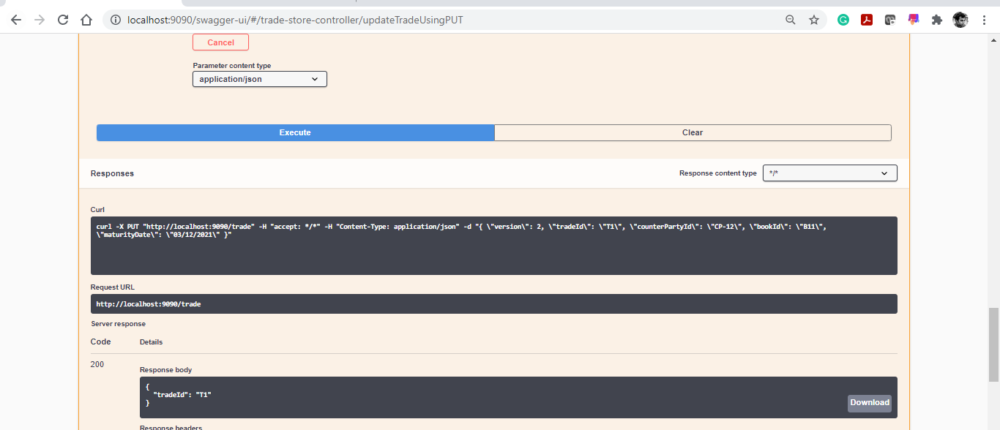 localhost:9090/swagger-ui/#/trade-store-controller/updateTradeUsingPUT
Cancel
Parameter content type
application/json
Execute
Clear
Responses
Response content type
*/*
Curl
curl -X PUT "http://localhost:9090/trade" -H "accept: */*" -H "Content-Type: application/json" -d "{ \"version\": 2, \"tradeId\": \"T1\", \"counterPartyId\": \"CP-12\", \"bookId\": \"B11\",
\"maturityDate\": \"03/12/2021\" }"
Request URL
http://localhost:9090/trade
Server response
Code
Details
200
Response body
{
"tradeId": "T1"
}
Download
Response headers